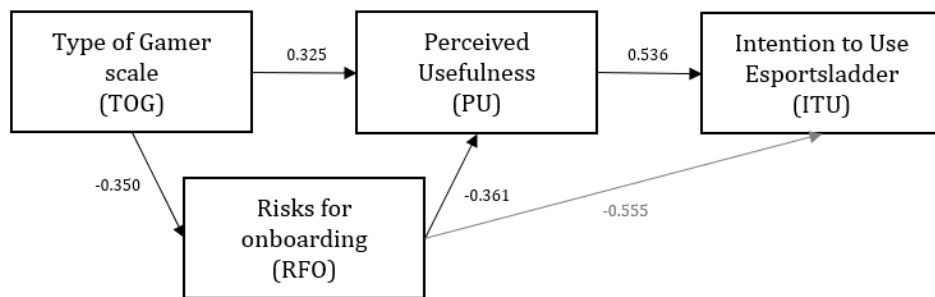 Type of Gamer
scale
(TOG)
0.325
Perceived
Usefulness
(PU)
0.536
Intention to Use
Esportsladder
(ITU)
-0.350
Risks for
onboarding
(RFO)
-0.361
-0.555